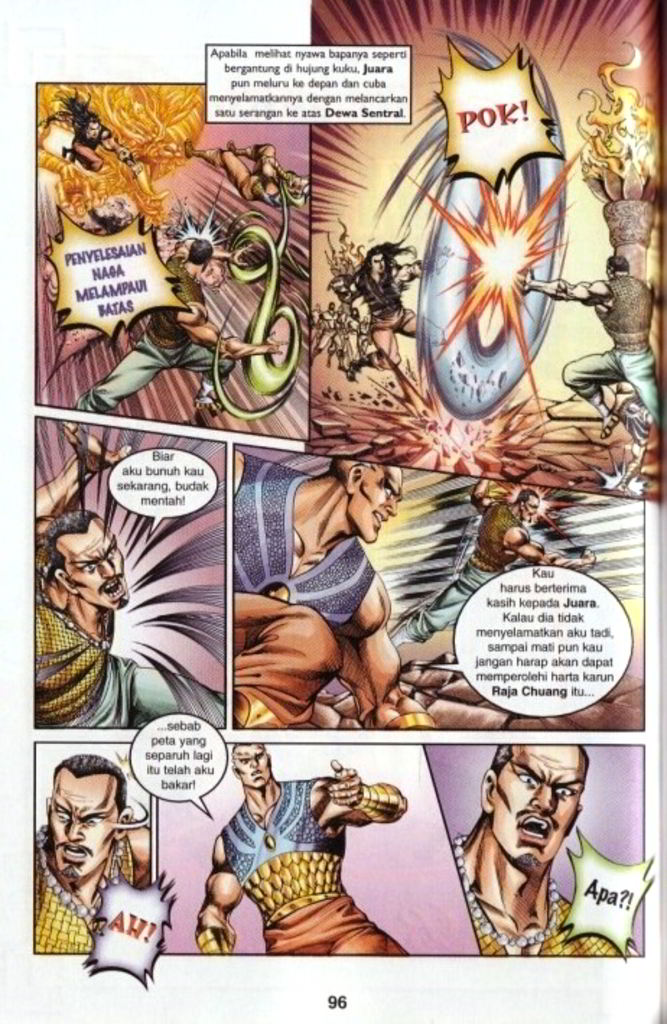 Apabila melihat nyawa bapanya seperti
bergantung di hujung kuku, Juara
pun meluru ke depan dan cuba
menyelamatkannya dengan melancarkan
satu serangan ke atas Dewa Sentral.
PENYELESAIAN
NAGA
MELAMPAUI
BATAS
POK!
Biar
aku bunuh kau
sekarang, budak
mentah!
Kau
harus berterima
kasih kepada Juara.
Kalau dia tidak
menyelamatkan aku tadi,
sampai mati pun kau
jangan harap akan dapat
memperolehi harta karun
Raja Chuang itu...
...sebab
peta yang
separuh lagi
itu telah aku
bakar!
AH!
Apa?!
96